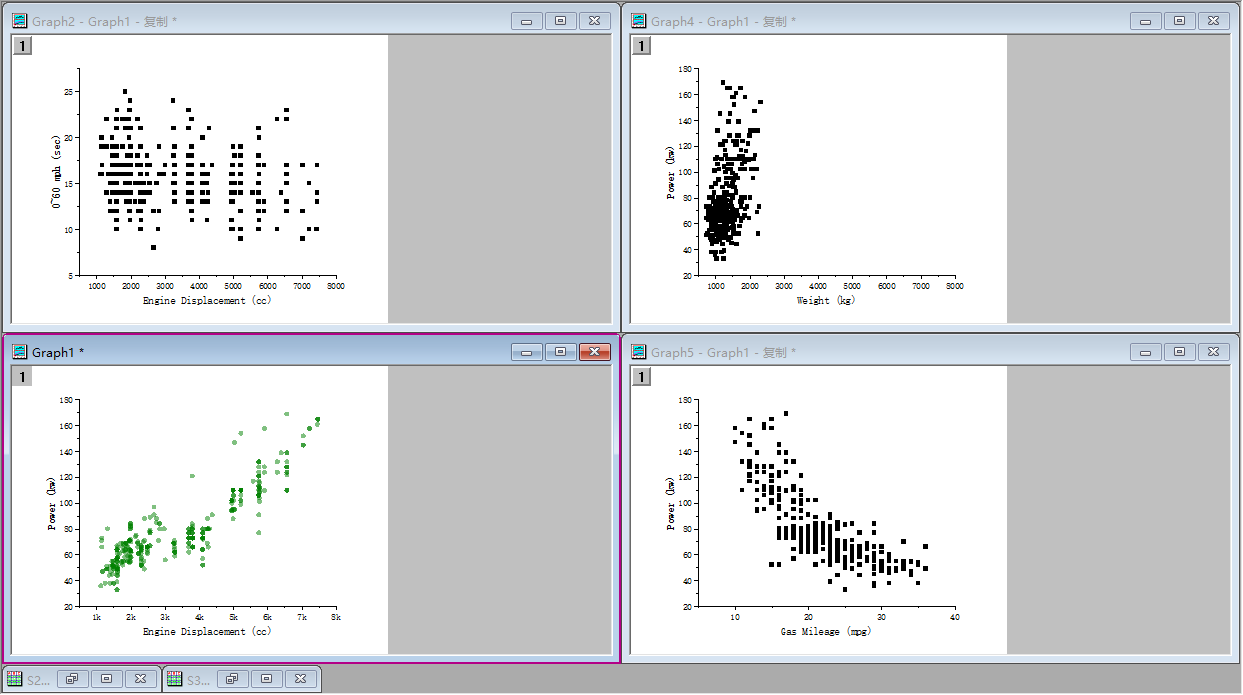 Graph2 - Graph1 - 复制 *
1
25
20
15
10
5
0~60 mph (sec)
1000 2000 3000 4000 5000 6000 7000 8000
Engine Displacement (cc)
Graph4 - Graph1 - 复制 *
1
180
160
140
120
100
80
60
40
20
Power (kw)
1000 2000 3000 4000 5000 6000 7000 8000
Weight (kg)
Graph1 *
1
180
160
140
120
100
80
60
40
20
Power (kw)
1k 2k 3k 4k 5k 6k 7k 8k
Engine Displacement (cc)
Graph5 - Graph1 - 复制 *
1
180
160
140
120
100
80
60
40
20
Power (kw)
10 20 30 40
Gas Mileage (mpg)
S2...
S3...